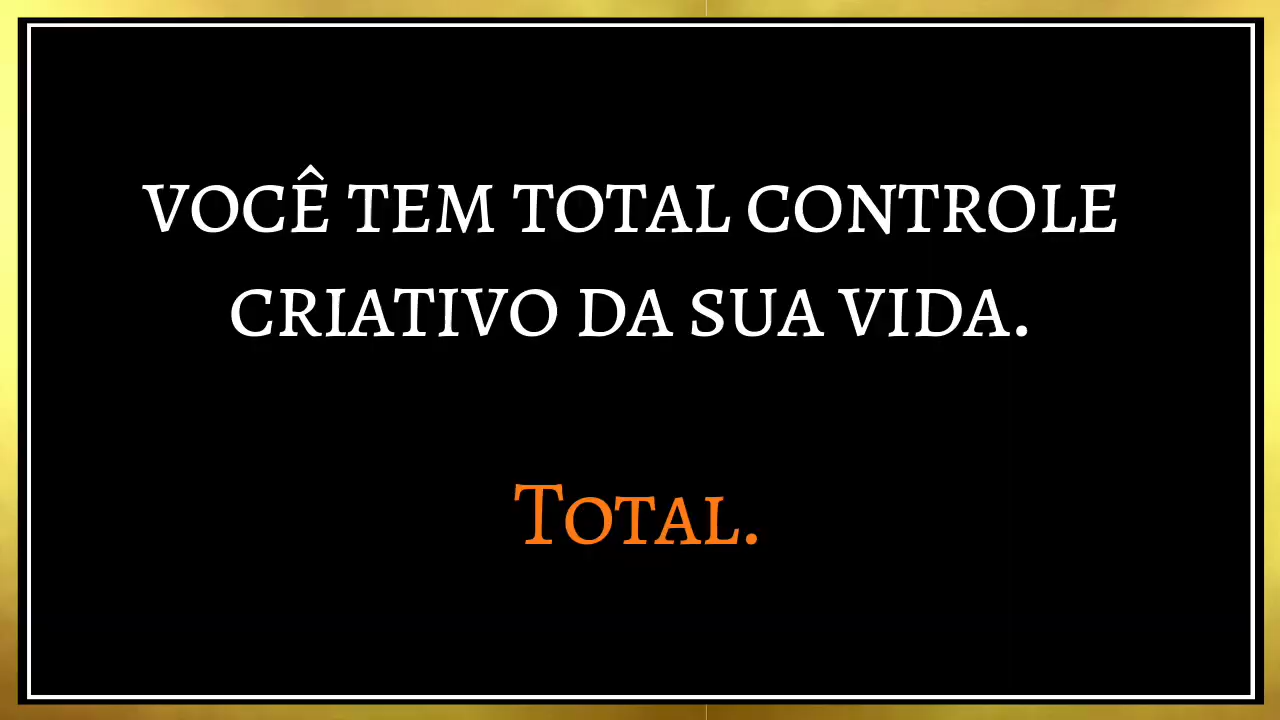 VOCÊ TEM TOTAL CONTROLE
CRIATIVO DA SUA VIDA.
TOTAL.